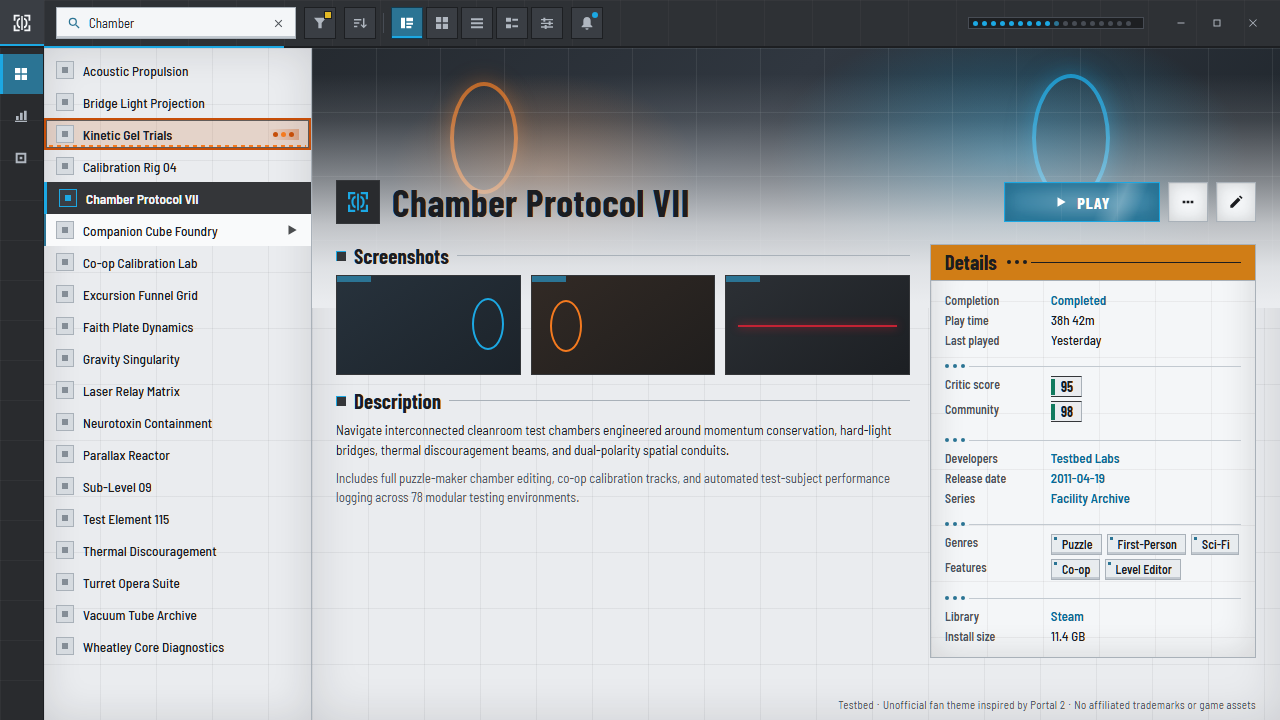 Chamber
Acoustic Propulsion
Bridge Light Projection
Kinetic Gel Trials
Calibration Rig 04
Chamber Protocol VII
Companion Cube Foundry
Co-op Calibration Lab
Excursion Funnel Grid
Faith Plate Dynamics
Gravity Singularity
Laser Relay Matrix
Neurotoxin Containment
Parallax Reactor
Sub-Level 09
Test Element 115
Thermal Discouragement
Turret Opera Suite
Vacuum Tube Archive
Wheatley Core Diagnostics
Chamber Protocol VII
PLAY
Screenshots
Description
Navigate interconnected cleanroom test chambers engineered around momentum conservation, hard-light
bridges, thermal discouragement beams, and dual-polarity spatial conduits.
Includes full puzzle-maker chamber editing, co-op calibration tracks, and automated test-subject performance
logging across 78 modular testing environments.
Details
Completion Completed
Play time 38h 42m
Last played Yesterday
Critic score 95
Community 98
Developers Testbed Labs
Release date 2011-04-19
Series Facility Archive
Genres Puzzle First-Person Sci-Fi
Features Co-op Level Editor
Library Steam
Install size 11.4 GB
Testbed · Unofficial fan theme inspired by Portal 2 · No affiliated trademarks or game assets